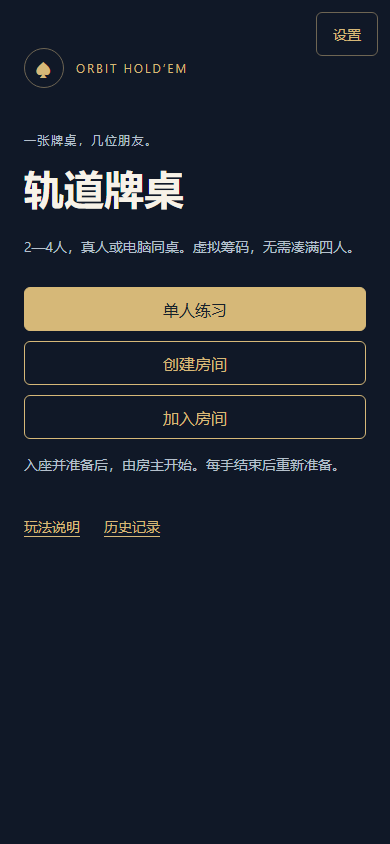 设置
ORBIT HOLD'EM
一张牌桌，几位朋友。
轨道牌桌
2—4人，真人或电脑同桌。虚拟筹码，无需凑满四人。
单人练习
创建房间
加入房间
入座并准备后，由房主开始。每手结束后重新准备。
玩法说明 历史记录